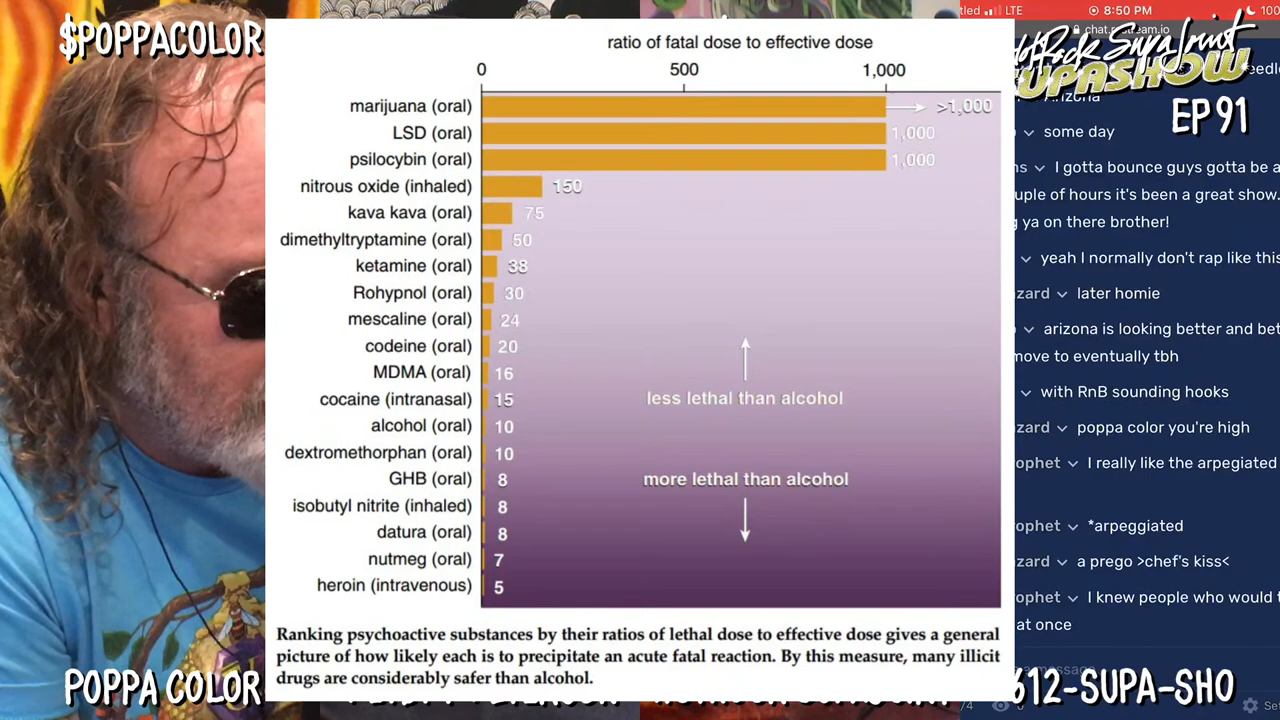 $POPPACOLOR
ratio of fatal dose to effective dose
0 500 1,000
marijuana (oral) >1,000
LSD (oral) 1,000
psilocybin (oral) 1,000
nitrous oxide (inhaled) 150
kava kava (oral) 75
dimethyltryptamine (oral) 50
ketamine (oral) 38
Rohypnol (oral) 30
mescaline (oral) 24
codeine (oral) 20
MDMA (oral) 16
cocaine (intranasal) 15
alcohol (oral) 10
dextromethorphan (oral) 10
GHB (oral) 8
isobutyl nitrite (inhaled) 8
datura (oral) 8
nutmeg (oral) 7
heroin (intravenous) 5
less lethal than alcohol
more lethal than alcohol
Ranking psychoactive substances by their ratios of lethal dose to effective dose gives a general
picture of how likely each is to precipitate an acute fatal reaction. By this measure, many illicit
drugs are considerably safer than alcohol.
POPPA COLOR
LTE 8:50 PM 100
SupaJoint
SUPASHOW
EP 91
Arizona
some day
I gotta bounce guys gotta be a
of hours it's been a great show.
ya on there brother!
yeah I normally don't rap like this
later homie
arizona is looking better and
move to eventually tbh
with RnB sounding hooks
poppa color you're high
I really like the arpegiated
*arpeggiated
a prego >chef's kiss<
I knew people who would
at once
612-SUPA-SHO